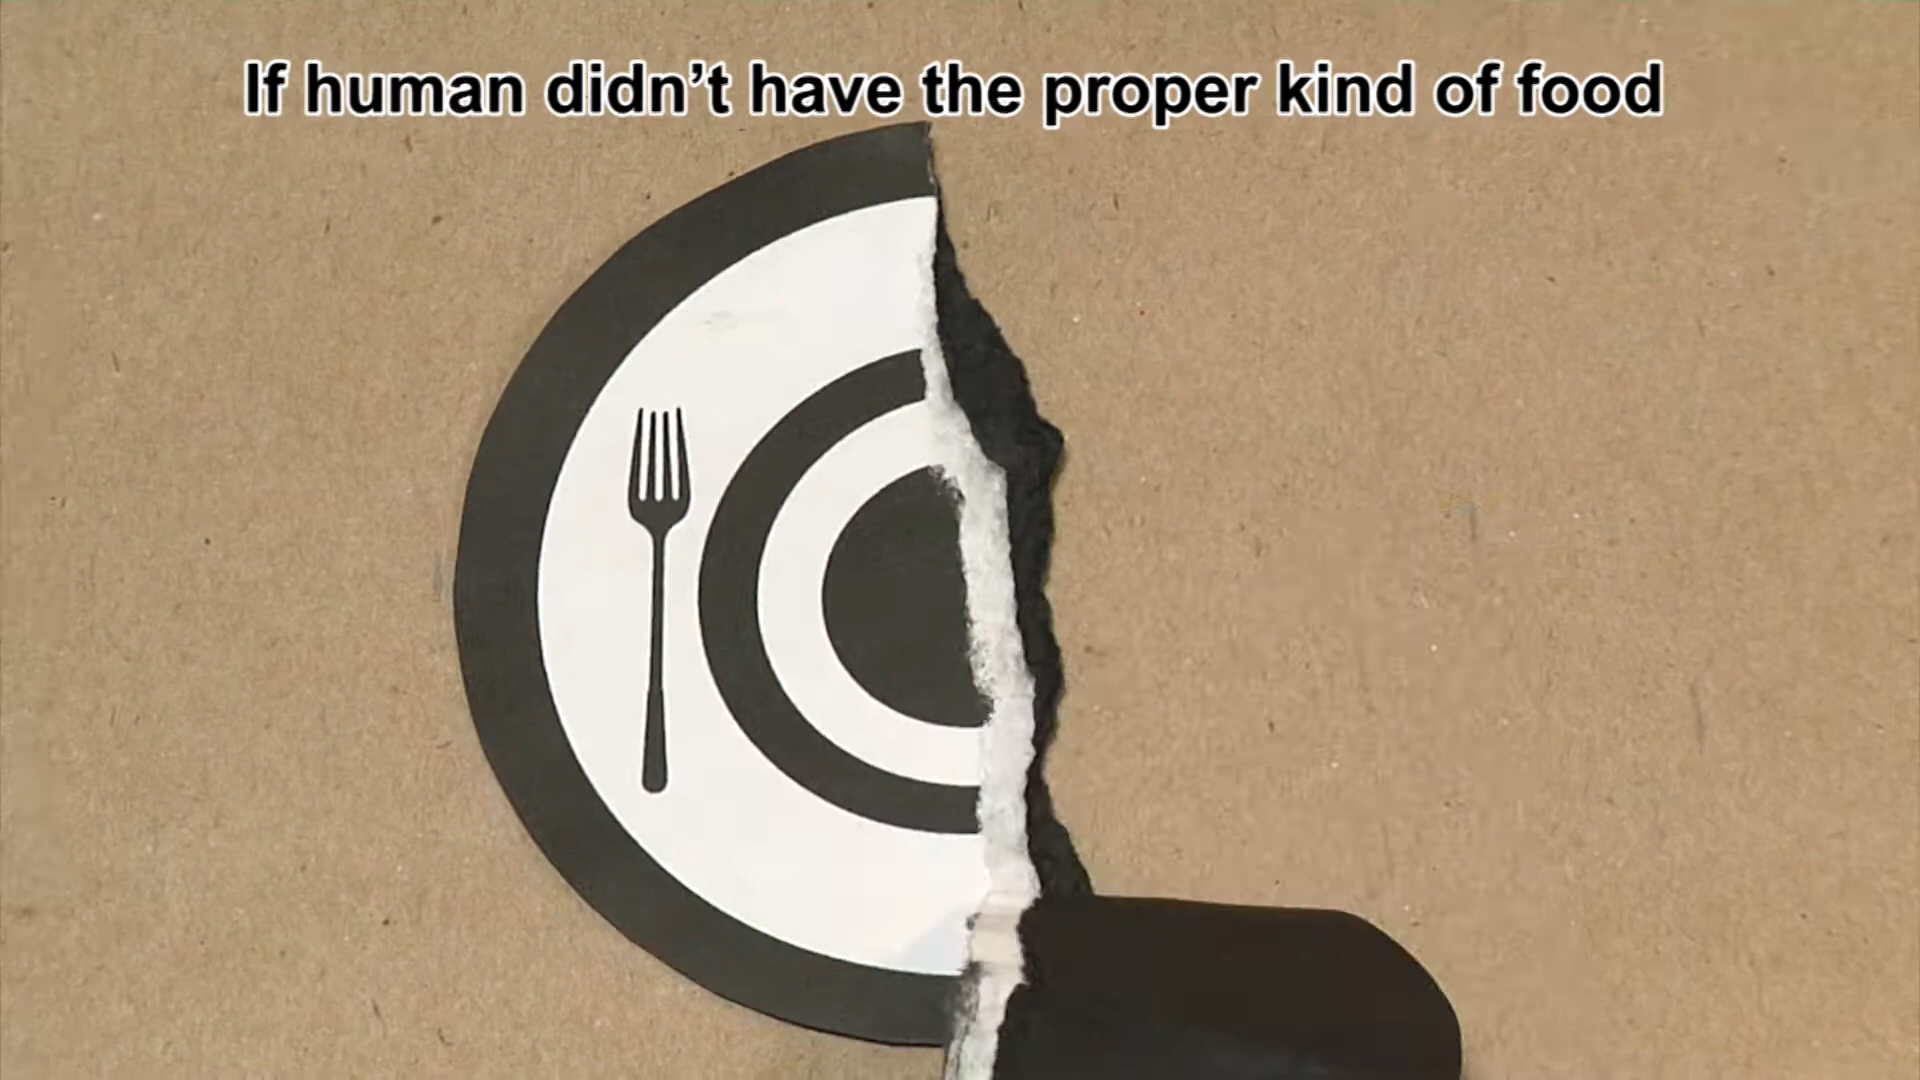 If human didn’t have the proper kind of food